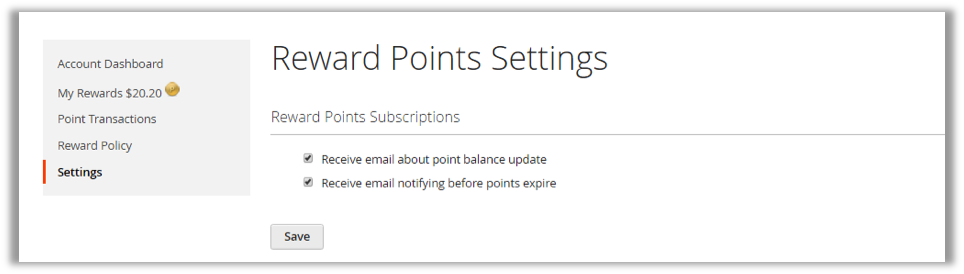 Account Dashboard
My Rewards $20.20
Point Transactions
Reward Policy
Settings
Reward Points Settings
Reward Points Subscriptions
Receive email about point balance update
Receive email notifying before points expire
Save